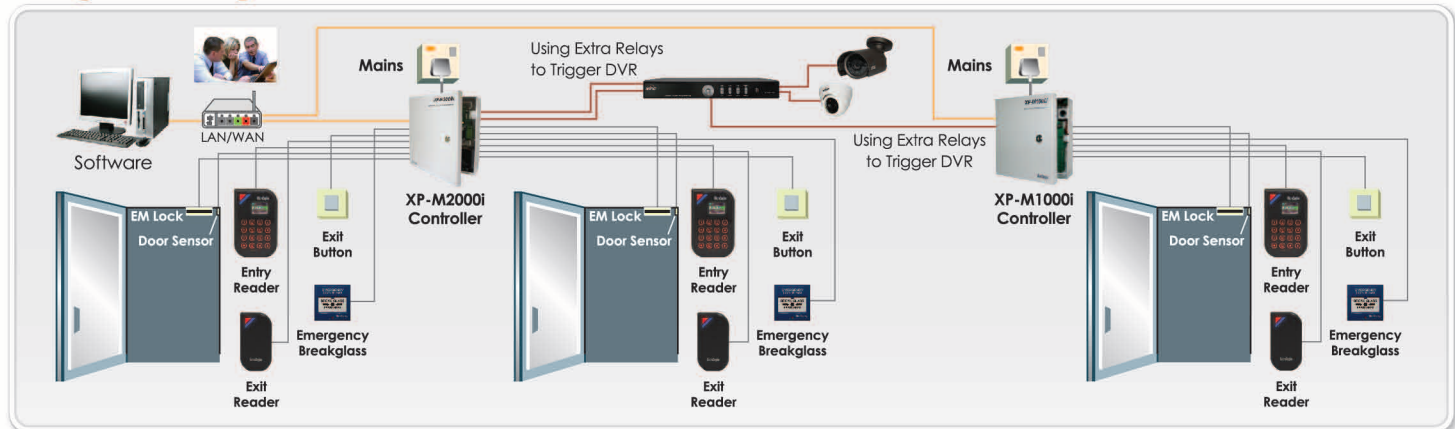 Mains
Using Extra Relays
to Trigger DVR
Mains
LAN/WAN
Software
XP-M2000i
Controller
Using Extra Relays
to Trigger DVR
XP-M1000i
Controller
EM Lock
Door Sensor
Entry
Reader
Exit
Button
Emergency
Breakglass
Exit
Reader
EM Lock
Door Sensor
Entry
Reader
Exit
Button
Emergency
Breakglass
Exit
Reader
EM Lock
Door Sensor
Entry
Reader
Exit
Button
Emergency
Breakglass
Exit
Reader